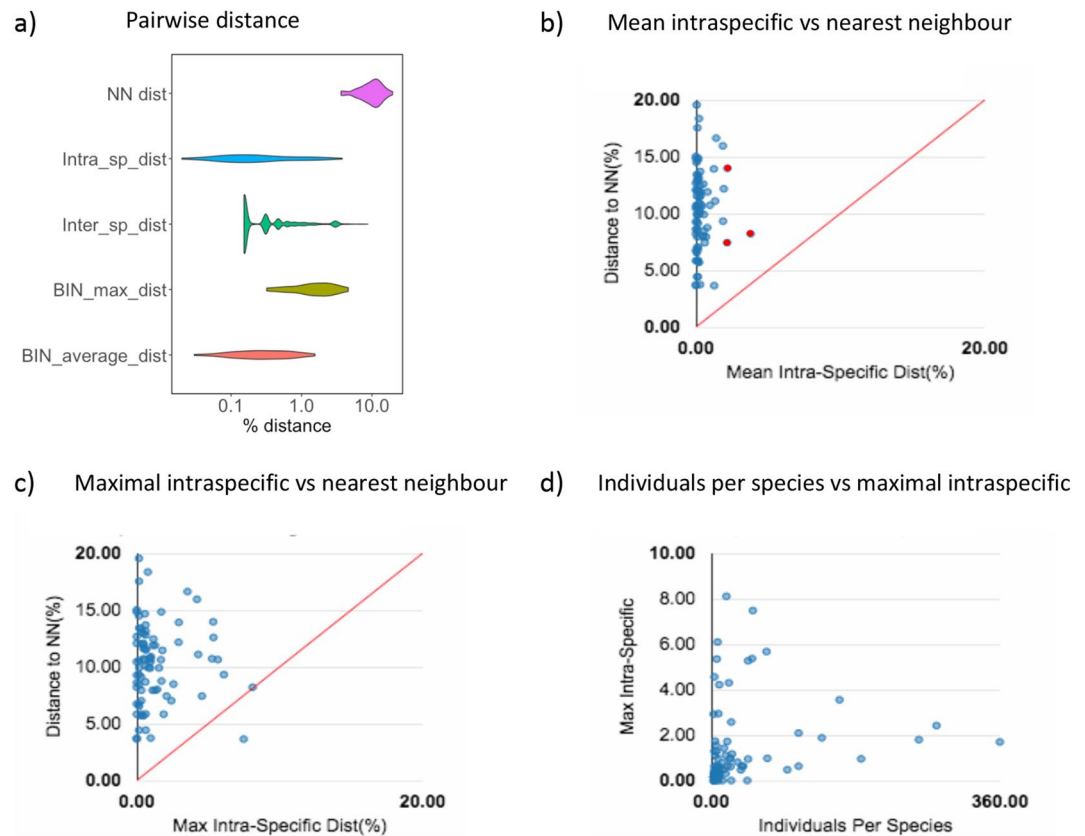 a) Pairwise distance
NN dist
Intra_sp_dist
Inter_sp_dist
BIN_max_dist
BIN_average_dist
0.1 1.0 10.0
% distance
b) Mean intraspecific vs nearest neighbour
20.00
15.00
10.00
5.00
0.00
Distance to NN(%)
0.00 20.00
Mean Intra-Specific Dist(%)
c) Maximal intraspecific vs nearest neighbour
20.00
15.00
10.00
5.00
0.00
Distance to NN(%)
0.00 20.00
Max Intra-Specific Dist(%)
d) Individuals per species vs maximal intraspecific
10.00
8.00
6.00
4.00
2.00
0.00
Max Intra-Specific
0.00 360.00
Individuals Per Species